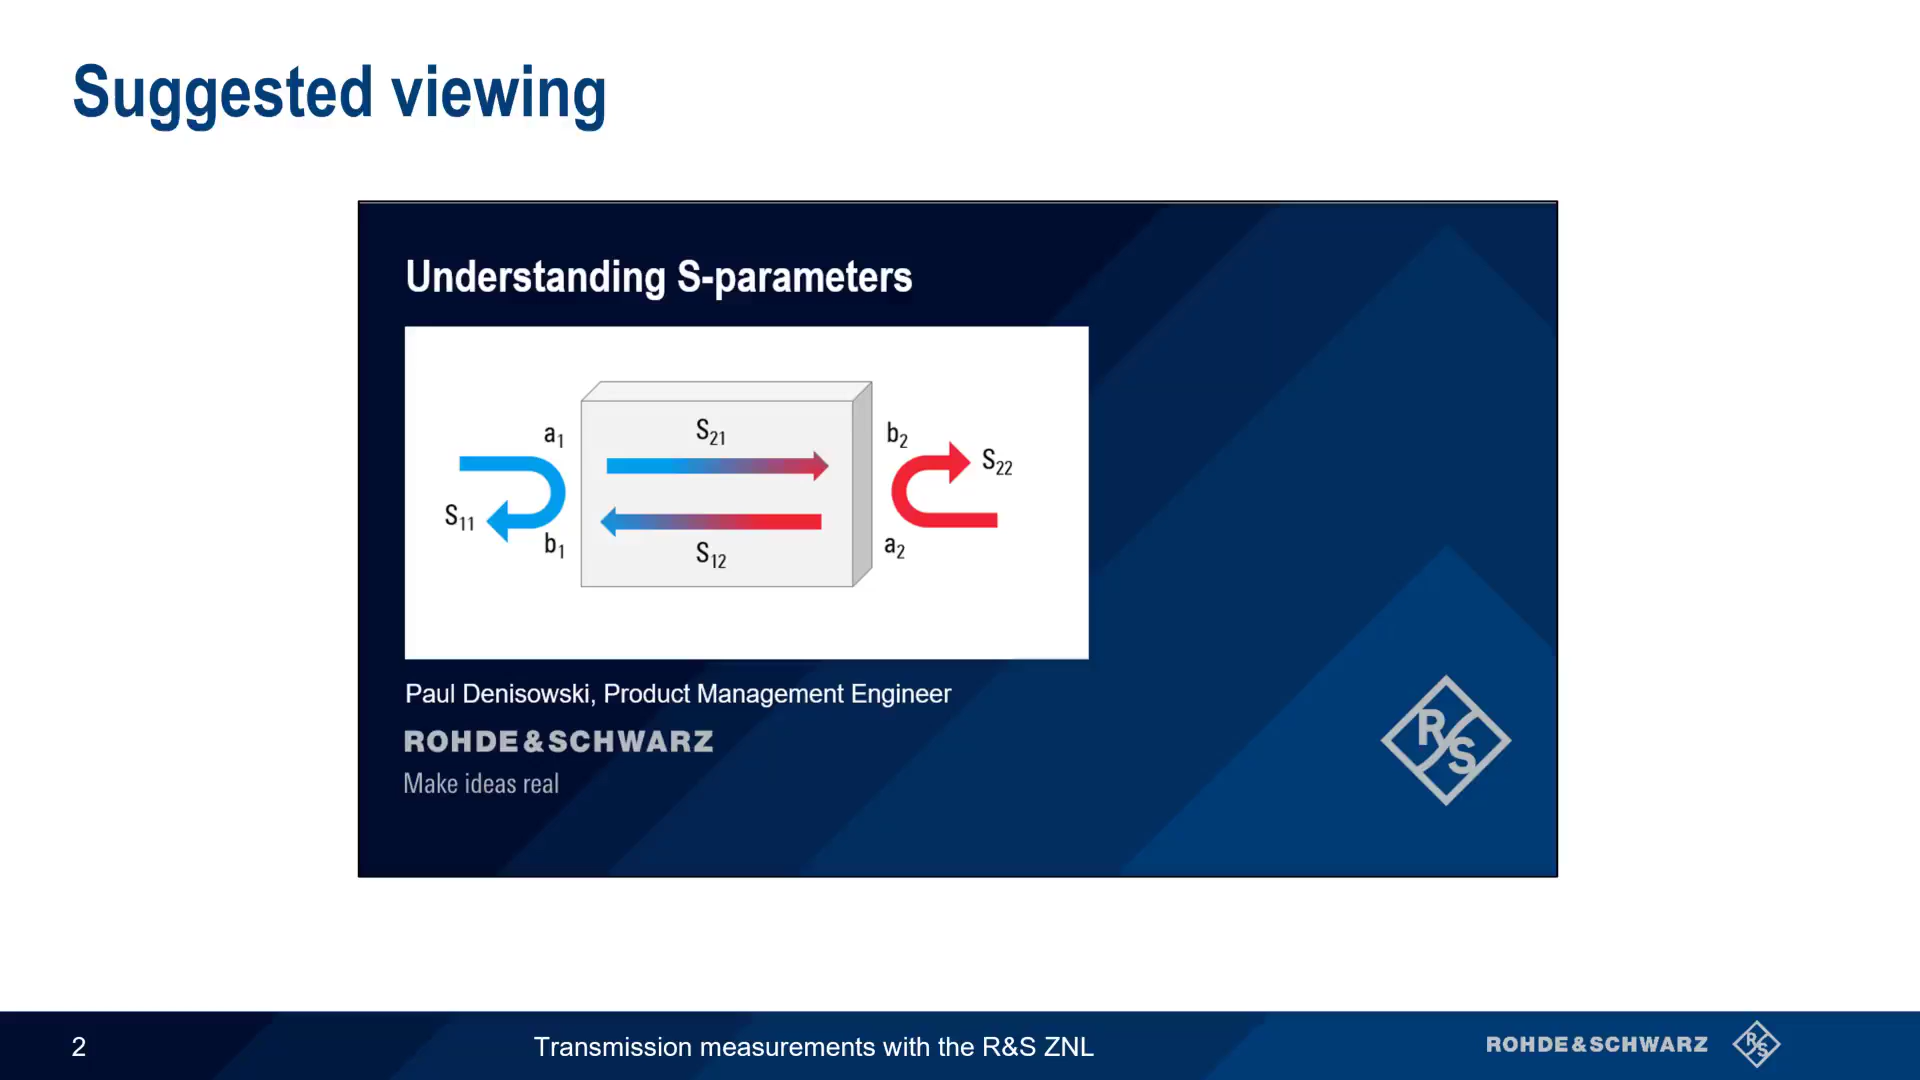 Suggested viewing
Understanding S-parameters
a1
S21
b2
S22
S11
b1
S12
a2
Paul Denisowski, Product Management Engineer
ROHDE&SCHWARZ
Make ideas real
R S
2
Transmission measurements with the R&S ZNL
ROHDE&SCHWARZ
R S